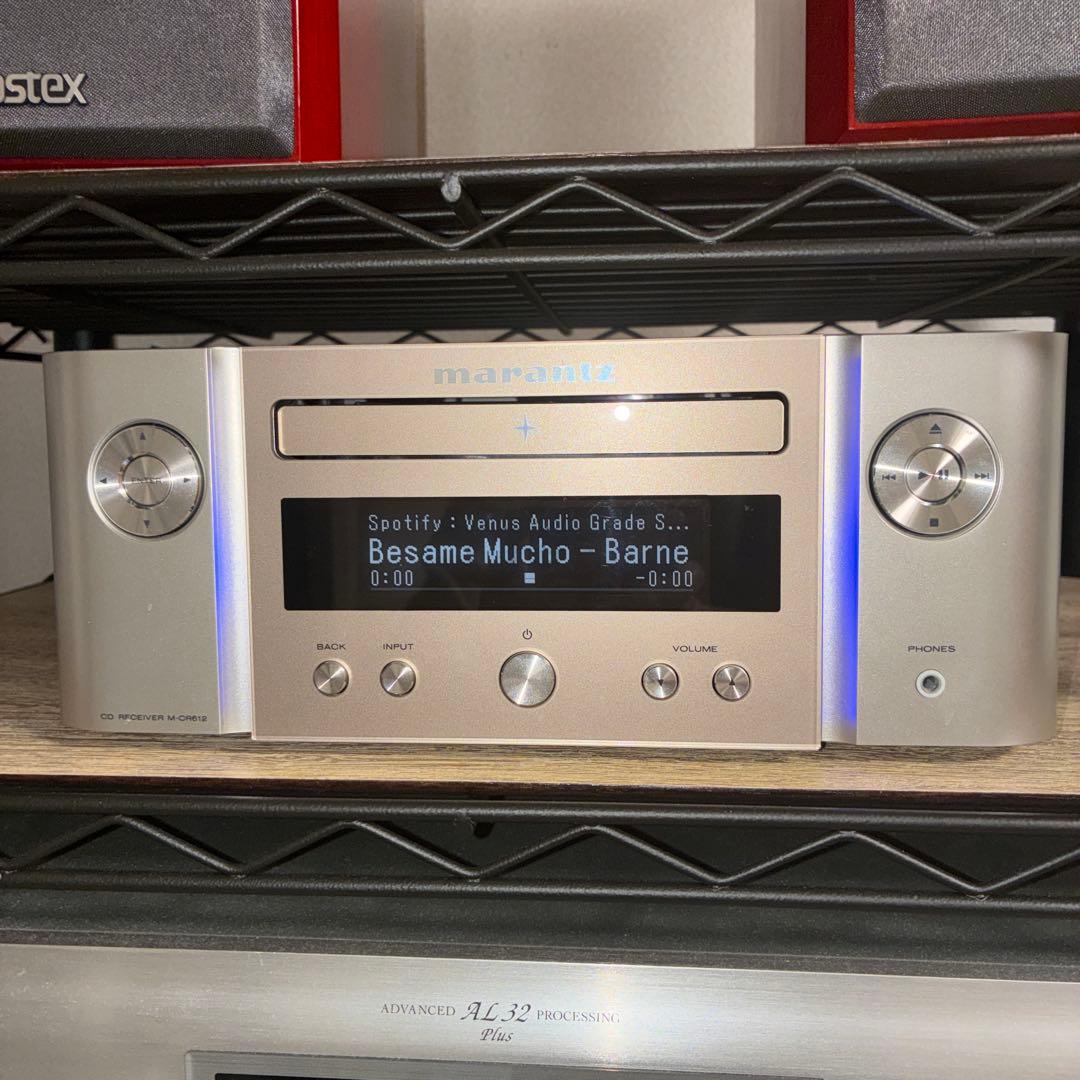 ostex
marantz
ENTER
Spotify : Venus Audio Grade S...
Besame Mucho – Barne
0:00 -0:00
BACK INPUT VOLUME
PHONES
CD RECEIVER M-CR612
ADVANCED AL32 PROCESSING
Plus